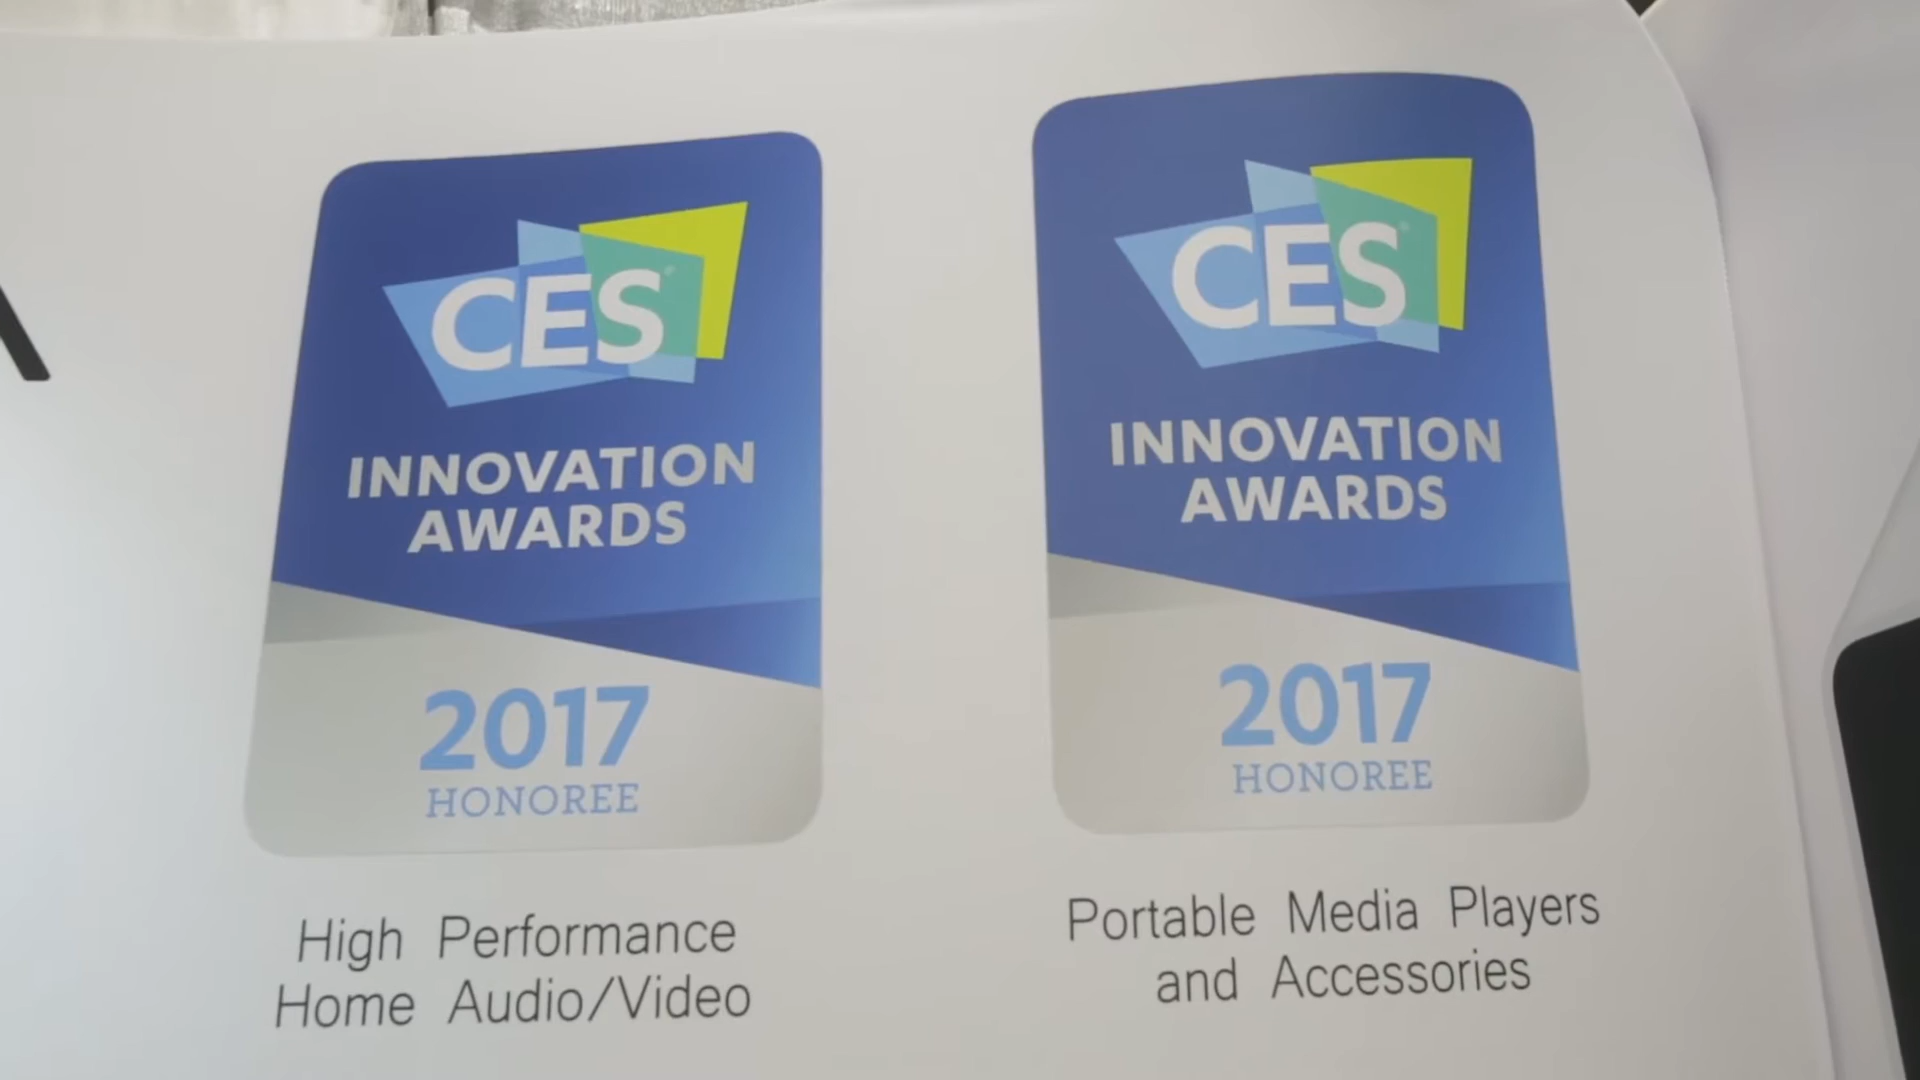 CES
INNOVATION
AWARDS
2017
HONOREE
High Performance
Home Audio/Video
CES
INNOVATION
AWARDS
2017
HONOREE
Portable Media Players
and Accessories